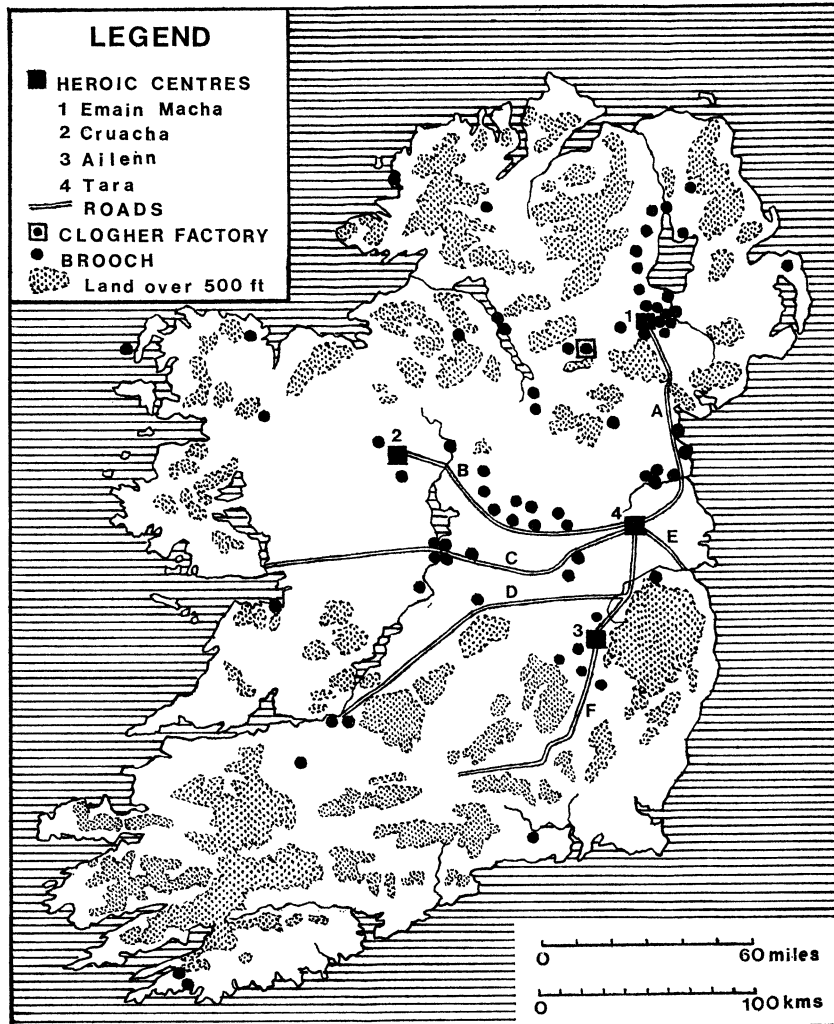 LEGEND
HEROIC CENTRES
1 Emain Macha
2 Cruacha
3 Ailenn
4 Tara
ROADS
CLOGHER FACTORY
BROOCH
Land over 500 ft
1
A
2
B
4
E
C
D
3
F
0 60 miles
0 100 kms